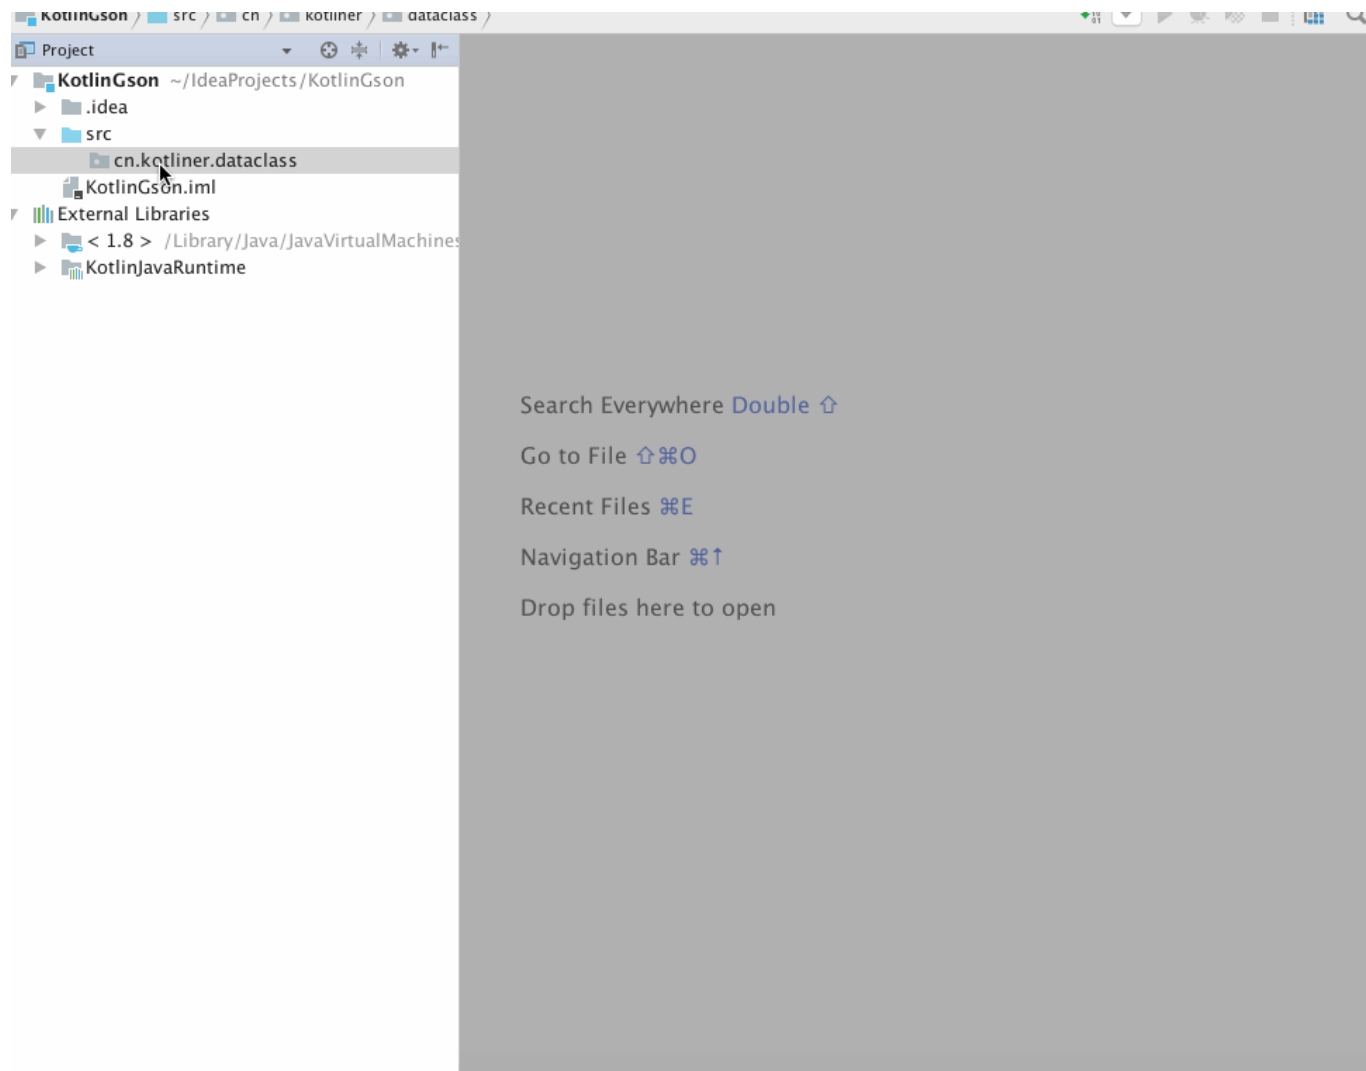 KotlinGson src cn kotliner dataclass
Project
KotlinGson ~/IdeaProjects/KotlinGson
.idea
src
cn.kotliner.dataclass
KotlinGson.iml
External Libraries
< 1.8 > /Library/Java/JavaVirtualMachines
KotlinJavaRuntime
Search Everywhere Double ⇧
Go to File ⇧⌘O
Recent Files ⌘E
Navigation Bar ⌘↑
Drop files here to open